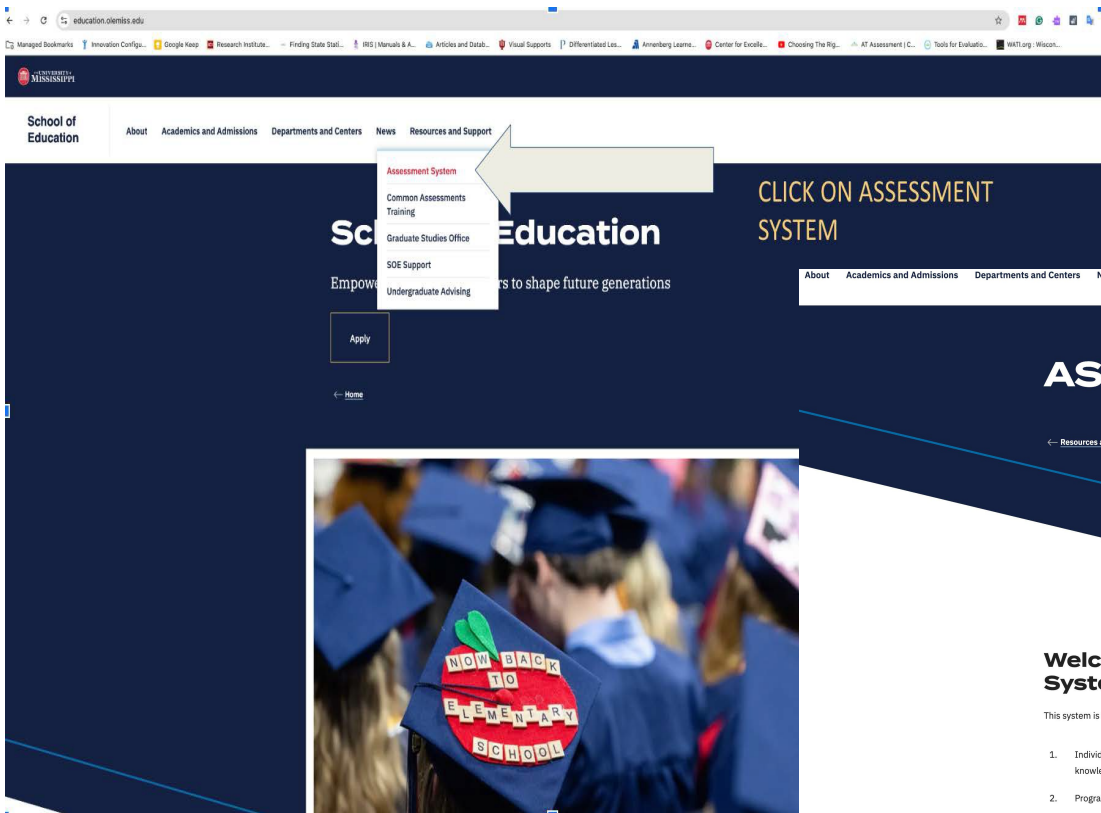 education.olemiss.edu
Managed Bookmarks Innovation Configu... Google Keep Research Institute... Finding State Stati... IRIS | Manuals & A... Articles and Datab... Visual Supports Differentiated Les... Annenberg Learne... Center for Excelle... Choosing The Rig... AT Assessment | C... Tools for Evaluatio... WATI.org : Wiscon...
UNIVERSITY
MISSISSIPPI
School of
Education
About Academics and Admissions Departments and Centers News Resources and Support
Assessment System
Common Assessments
Training
Graduate Studies Office
SOE Support
Undergraduate Advising
Sc Education
Empowe rs to shape future generations
Apply
← Home
NOW BACK
TO
ELEMENTARY
SCHOOL
CLICK ON ASSESSMENT
SYSTEM
About Academics and Admissions Departments and Centers N
AS
← Resources a
Welc
Syste
This system is
1. Individ
knowle
2. Progra